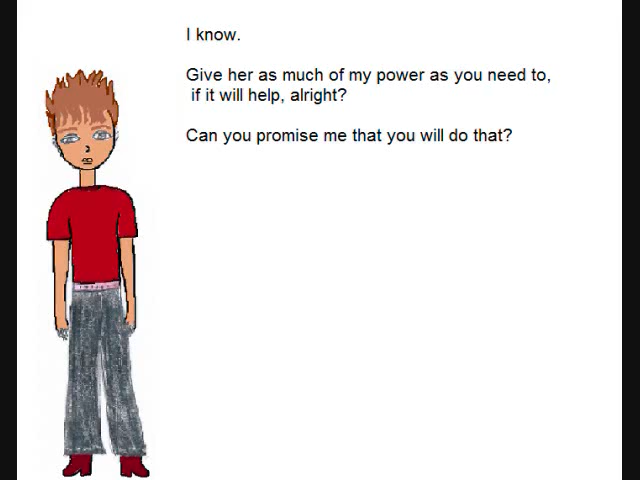 I know.
Give her as much of my power as you need to,
if it will help, alright?
Can you promise me that you will do that?